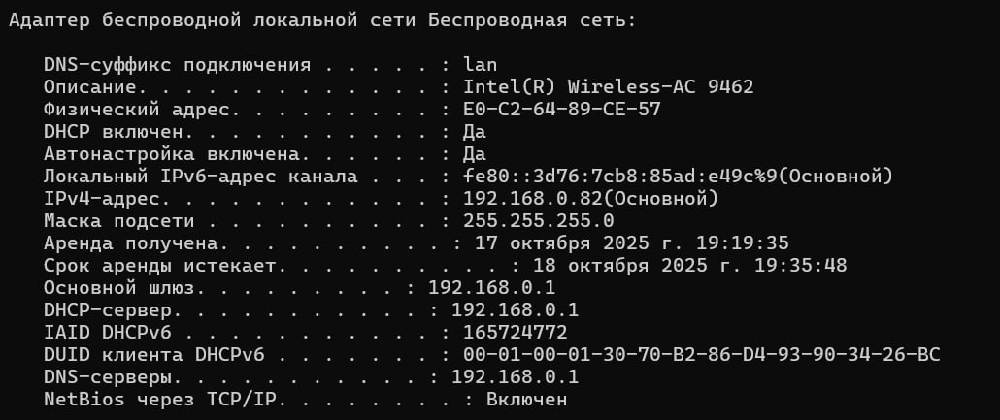 Адаптер беспроводной локальной сети Беспроводная сеть:
DNS-суффикс подключения . . . . . : lan
Описание. . . . . . . . . . . . . : Intel(R) Wireless-AC 9462
Физический адрес. . . . . . . . . : E0-C2-64-89-CE-57
DHCP включен. . . . . . . . . . . : Да
Автонастройка включена. . . . . . : Да
Локальный IPv6-адрес канала . . . : fe80::3d76:7cb8:85ad:e49c%9(Основной)
IPv4-адрес. . . . . . . . . . . . : 192.168.0.82(Основной)
Маска подсети . . . . . . . . . . : 255.255.255.0
Аренда получена. . . . . . . . . . : 17 октября 2025 г. 19:19:35
Срок аренды истекает. . . . . . . . . . : 18 октября 2025 г. 19:35:48
Основной шлюз. . . . . . . . . : 192.168.0.1
DHCP-сервер. . . . . . . . . . . : 192.168.0.1
IAID DHCPv6 . . . . . . . . . . . : 165724772
DUID клиента DHCPv6 . . . . . . . : 00-01-00-01-30-70-B2-86-D4-93-90-34-26-BC
DNS-серверы. . . . . . . . . . . : 192.168.0.1
NetBios через TCP/IP. . . . . . . . : Включен